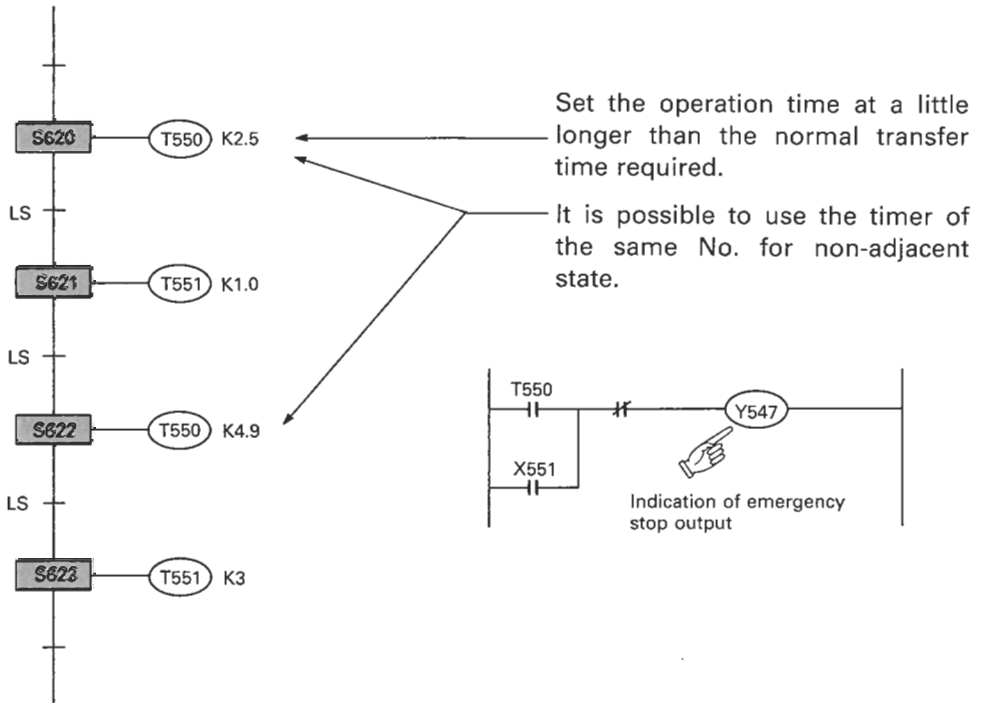 S620
T550 K2.5
Set the operation time at a little
longer than the normal transfer
time required.
LS
It is possible to use the timer of
the same No. for non-adjacent
state.
S621
T551 K1.0
LS
S622
T550 K4.9
T550
Y547
X551
Indication of emergency
stop output
LS
S623
T551 K3